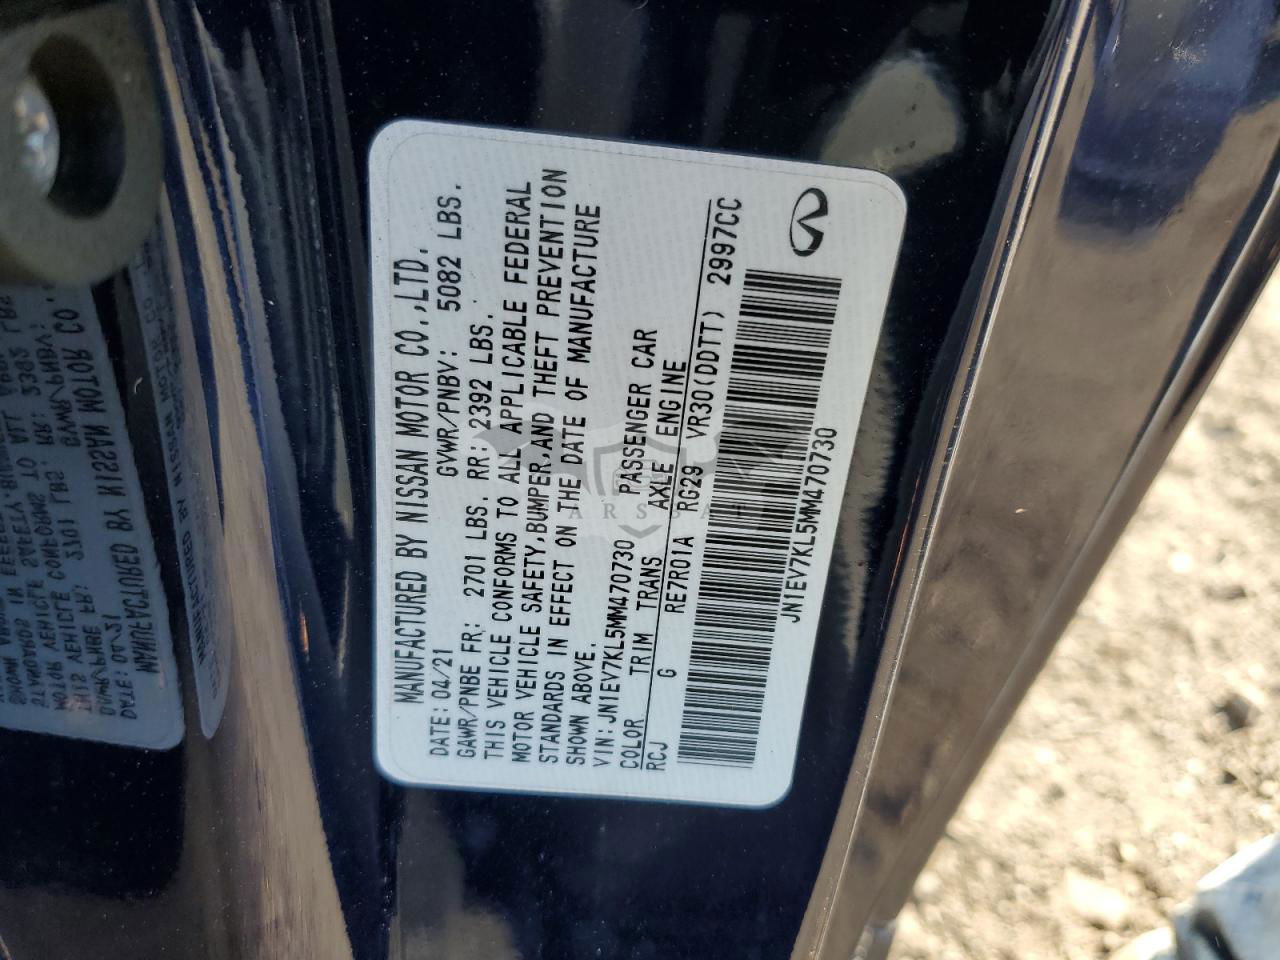 MANUFACTURED BY NISSAN MOTOR CO.,LTD.
DATE: 04/21 GVWR/PNBV: 5082 LBS.
GAWR/PNBE FR: 2701 LBS. RR: 2392 LBS.
THIS VEHICLE CONFORMS TO ALL APPLICABLE FEDERAL
MOTOR VEHICLE SAFETY,BUMPER,AND THEFT PREVENTION
STANDARDS IN EFFECT ON THE DATE OF MANUFACTURE
SHOWN ABOVE.
VIN: JN1EV7KL5MM470730 PASSENGER CAR
COLOR TRIM TRANS AXLE ENGINE
RCJ G RE7R01A RG29 VR30(DDTT) 2997CC
JN1EV7KL5MM470730